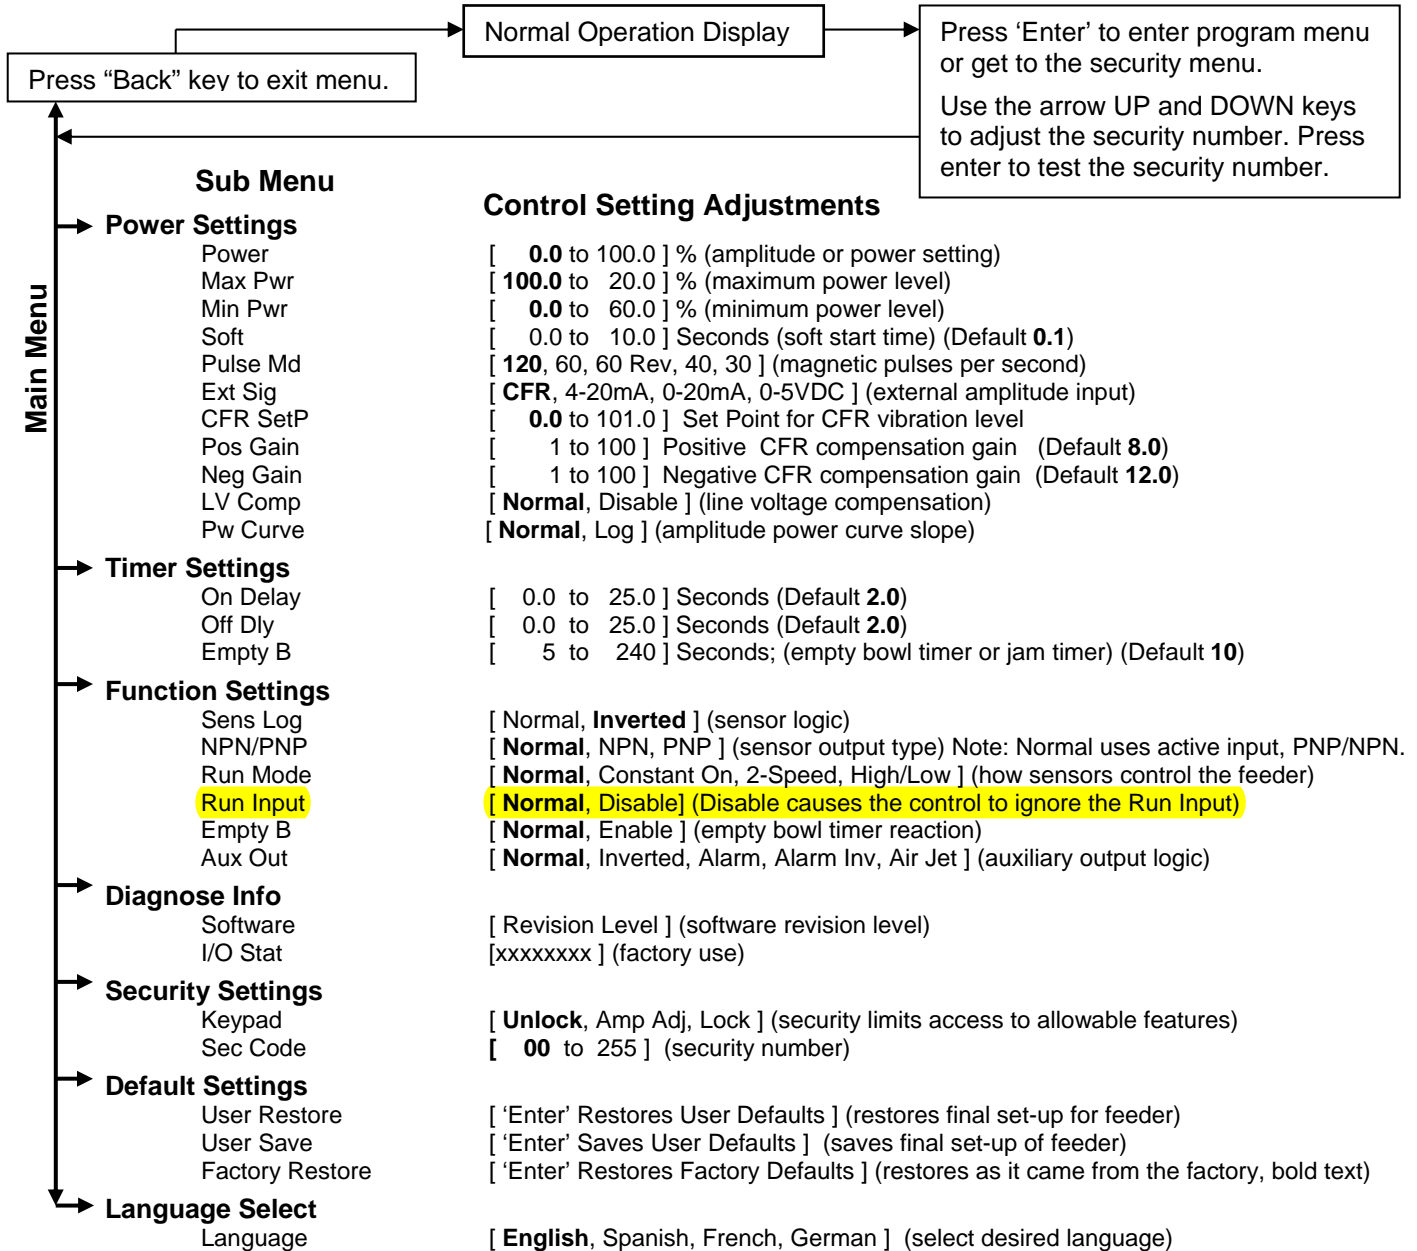 Normal Operation Display
Press “Back” key to exit menu.
Press ‘Enter’ to enter program menu
or get to the security menu.
Use the arrow UP and DOWN keys
to adjust the security number. Press
enter to test the security number.
Main Menu
Sub Menu
Control Setting Adjustments
Power Settings
Power [ 0.0 to 100.0 ] % (amplitude or power setting)
Max Pwr [ 100.0 to 20.0 ] % (maximum power level)
Min Pwr [ 0.0 to 60.0 ] % (minimum power level)
Soft [ 0.0 to 10.0 ] Seconds (soft start time) (Default 0.1)
Pulse Md [ 120, 60, 60 Rev, 40, 30 ] (magnetic pulses per second)
Ext Sig [ CFR, 4-20mA, 0-20mA, 0-5VDC ] (external amplitude input)
CFR SetP [ 0.0 to 101.0 ] Set Point for CFR vibration level
Pos Gain [ 1 to 100 ] Positive CFR compensation gain (Default 8.0)
Neg Gain [ 1 to 100 ] Negative CFR compensation gain (Default 12.0)
LV Comp [ Normal, Disable ] (line voltage compensation)
Pw Curve [ Normal, Log ] (amplitude power curve slope)
Timer Settings
On Delay [ 0.0 to 25.0 ] Seconds (Default 2.0)
Off Dly [ 0.0 to 25.0 ] Seconds (Default 2.0)
Empty B [ 5 to 240 ] Seconds; (empty bowl timer or jam timer) (Default 10)
Function Settings
Sens Log [ Normal, Inverted ] (sensor logic)
NPN/PNP [ Normal, NPN, PNP ] (sensor output type) Note: Normal uses active input, PNP/NPN.
Run Mode [ Normal, Constant On, 2-Speed, High/Low ] (how sensors control the feeder)
Run Input [ Normal, Disable] (Disable causes the control to ignore the Run Input)
Empty B [ Normal, Enable ] (empty bowl timer reaction)
Aux Out [ Normal, Inverted, Alarm, Alarm Inv, Air Jet ] (auxiliary output logic)
Diagnose Info
Software [ Revision Level ] (software revision level)
I/O Stat [xxxxxxxx ] (factory use)
Security Settings
Keypad [ Unlock, Amp Adj, Lock ] (security limits access to allowable features)
Sec Code [ 00 to 255 ] (security number)
Default Settings
User Restore [ ‘Enter’ Restores User Defaults ] (restores final set-up for feeder)
User Save [ ‘Enter’ Saves User Defaults ] (saves final set-up of feeder)
Factory Restore [ ‘Enter’ Restores Factory Defaults ] (restores as it came from the factory, bold text)
Language Select
Language [ English, Spanish, French, German ] (select desired language)